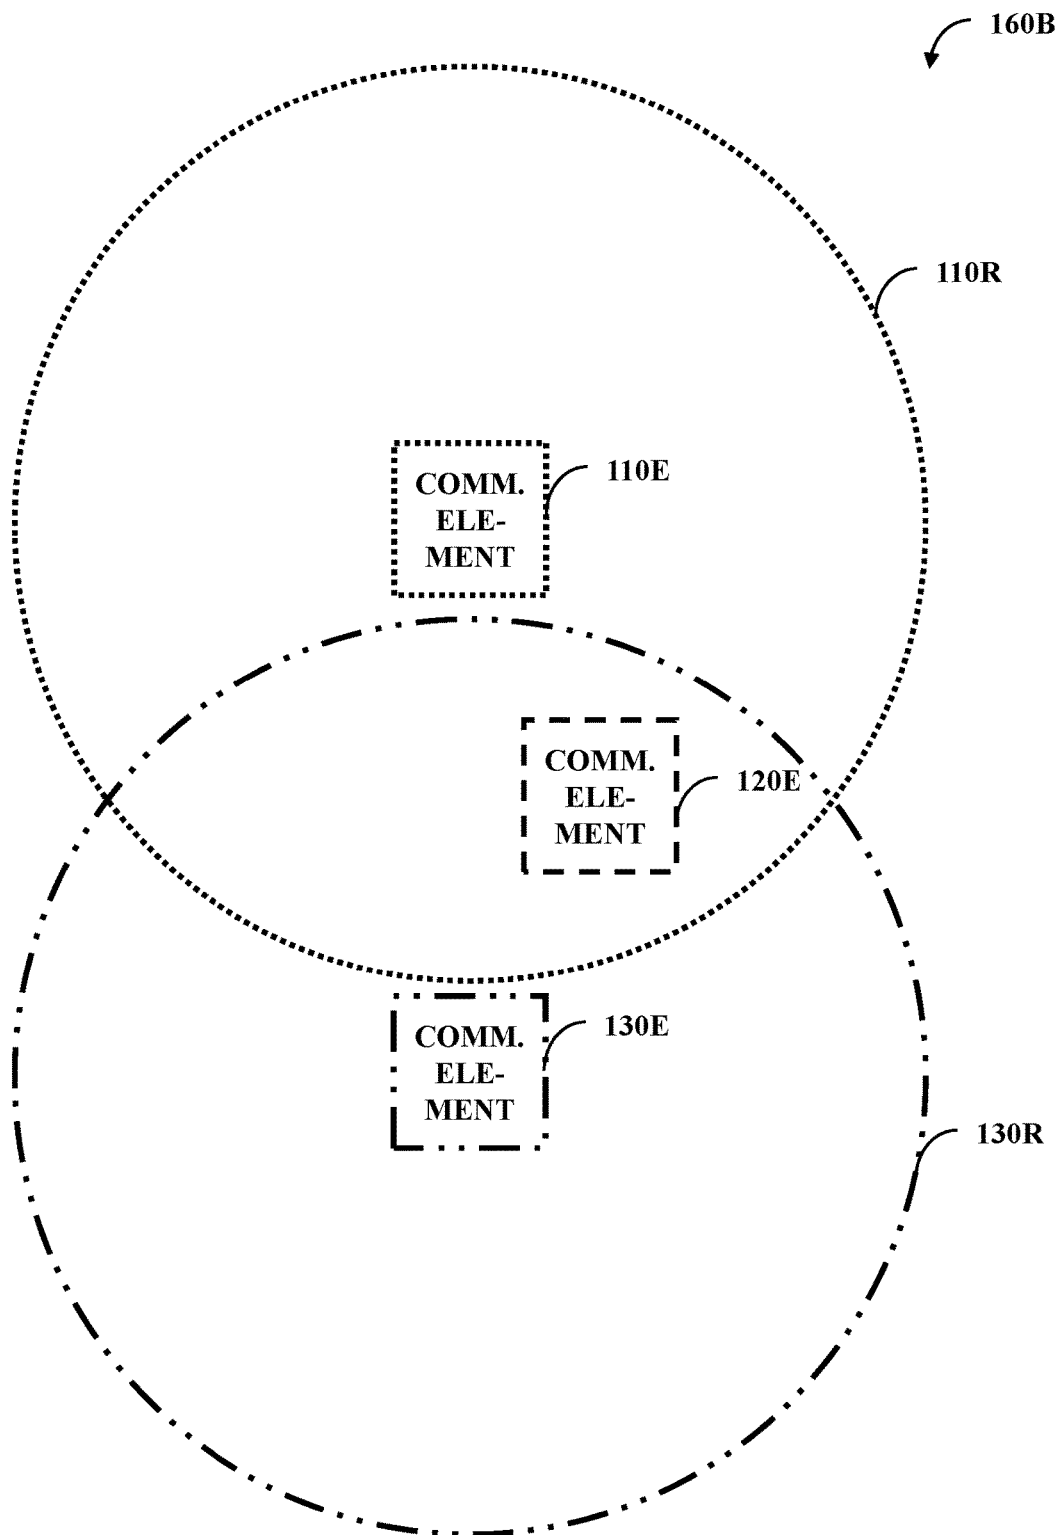 160B
110R
COMM.
ELE-
MENT
110E
COMM.
ELE-
MENT
120E
COMM.
ELE-
MENT
130E
130R